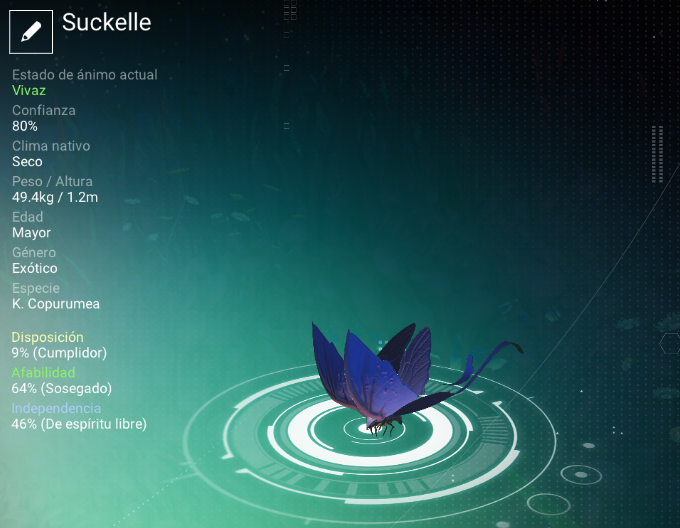 Suckelle
Estado de ánimo actual
Vivaz
Confianza
80%
Clima nativo
Seco
Peso / Altura
49.4kg / 1.2m
Edad
Mayor
Género
Exótico
Especie
K. Copurumea
Disposición
9% (Cumplidor)
Afabilidad
64% (Sosegado)
Independencia
46% (De espíritu libre)